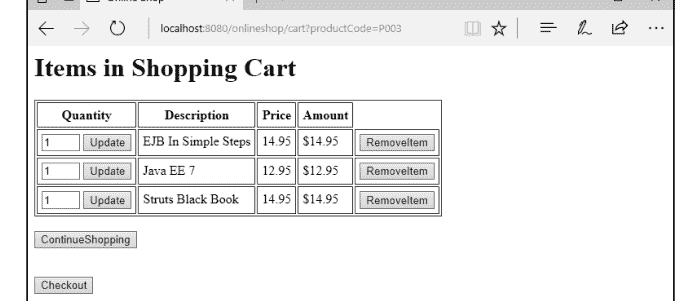 localhost:8080/onlineshop/cart?productCode=P003
Items in Shopping Cart
Quantity Description Price Amount
1 Update EJB In Simple Steps 14.95 $14.95 RemoveItem
1 Update Java EE 7 12.95 $12.95 RemoveItem
1 Update Struts Black Book 14.95 $14.95 RemoveItem
ContinueShopping
Checkout